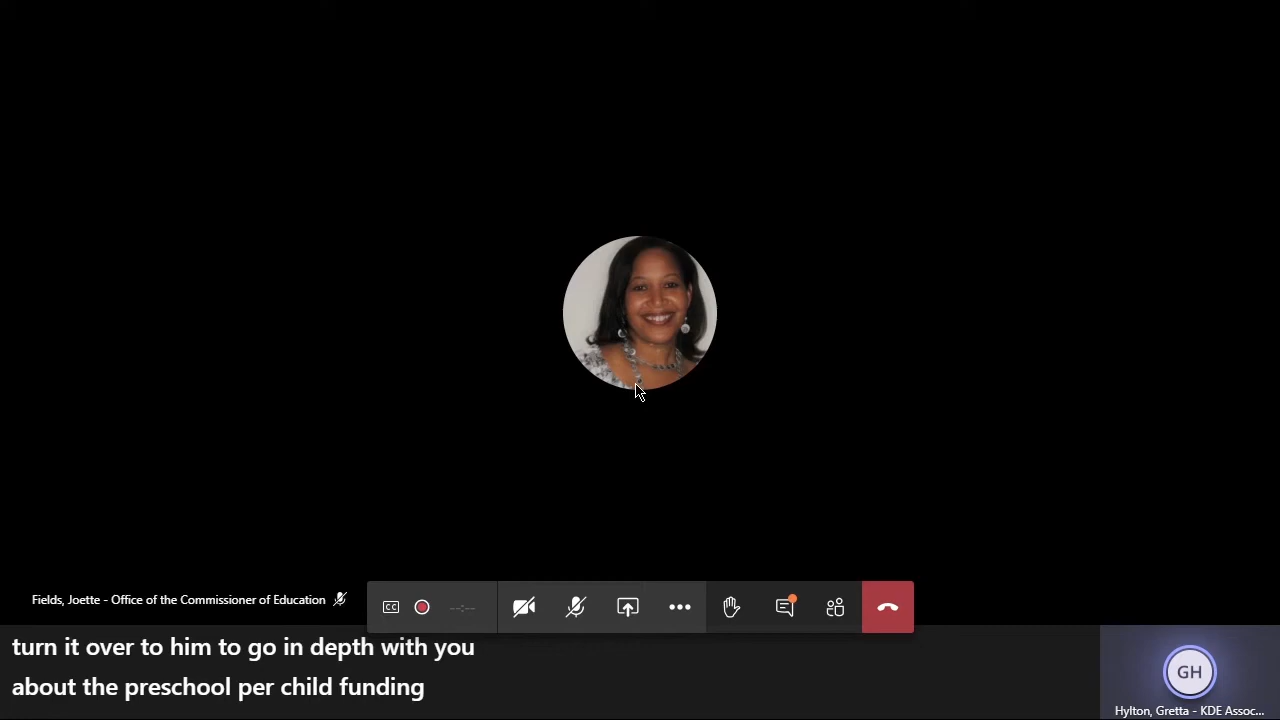 Fields, Joette - Office of the Commissioner of Education
CC
--:--
turn it over to him to go in depth with you
about the preschool per child funding
GH
Hylton, Gretta - KDE Assoc...